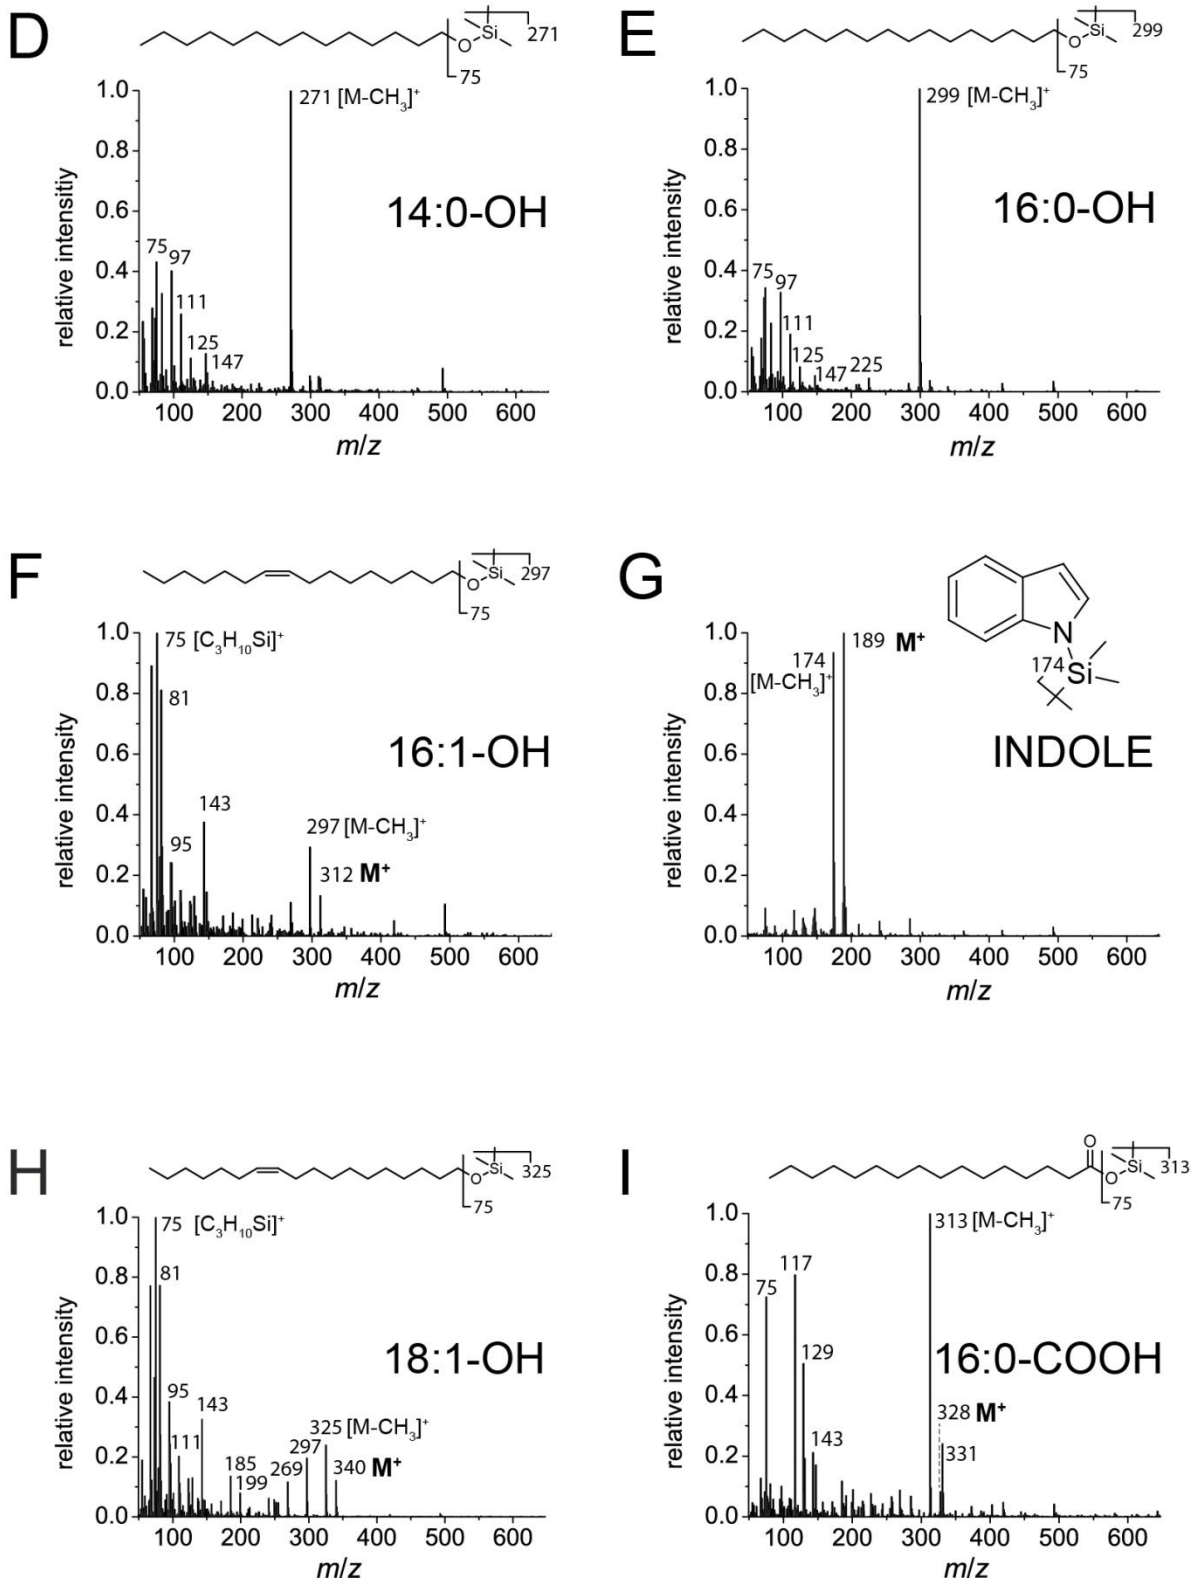 D
O
Si
271
75
1.0
0.8
0.6
0.4
0.2
0.0
relative intensitiy
271 [M-CH3]+
14:0-OH
75
97
111
125
147
100 200 300 400 500 600
m/z
E
O
Si
299
75
1.0
0.8
0.6
0.4
0.2
0.0
relative intensity
299 [M-CH3]+
16:0-OH
75
97
111
125
147
225
100 200 300 400 500 600
m/z
F
O
Si
297
75
1.0
0.8
0.6
0.4
0.2
0.0
relative intensity
75 [C3H10Si]+
81
16:1-OH
143
95
297 [M-CH3]+
312 M+
100 200 300 400 500 600
m/z
G
N
Si
174
1.0
0.8
0.6
0.4
0.2
0.0
relative intensity
189 M+
174
[M-CH3]+
INDOLE
100 200 300 400 500 600
m/z
H
O
Si
325
75
1.0
0.8
0.6
0.4
0.2
0.0
relative intensity
75 [C3H10Si]+
81
18:1-OH
95
143
111
185
199
269
297
325 [M-CH3]+
340 M+
100 200 300 400 500 600
m/z
I
O
O
Si
313
75
1.0
0.8
0.6
0.4
0.2
0.0
relative intensity
313 [M-CH3]+
117
75
16:0-COOH
129
143
328 M+
331
100 200 300 400 500 600
m/z